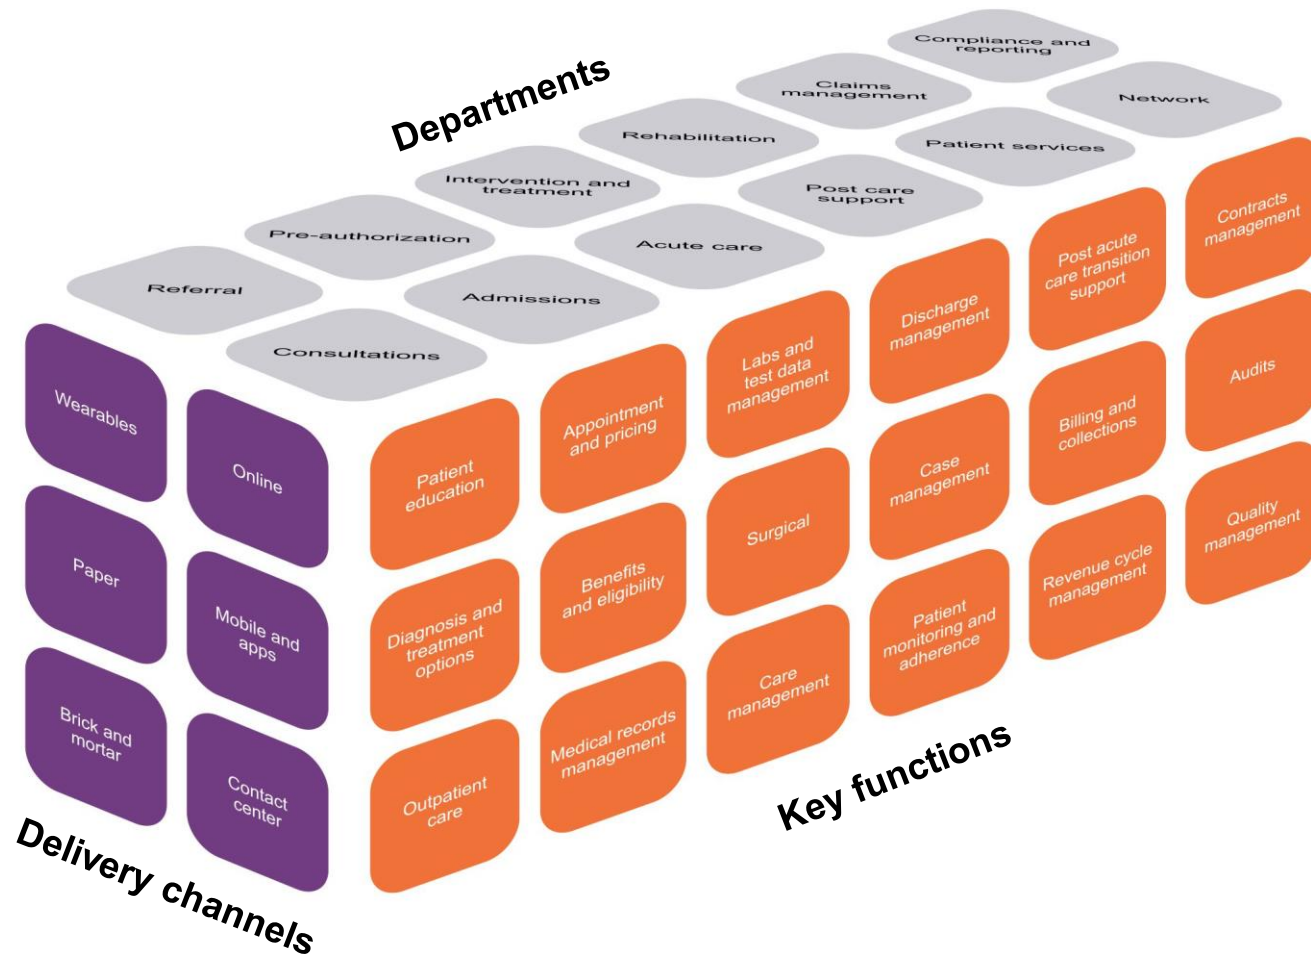 Departments
Compliance and
reporting
Claims
management
Network
Rehabilitation
Patient services
Intervention and
treatment
Post care
support
Pre-authorization
Acute care
Referral
Admissions
Consultations
Wearables
Online
Paper
Mobile and
apps
Brick and
mortar
Contact
center
Delivery channels
Patient
education
Appointment
and pricing
Labs and
test data
management
Discharge
management
Post acute
care transition
support
Contracts
management
Diagnosis and
treatment
options
Benefits
and eligibility
Surgical
Case
management
Billing and
collections
Audits
Outpatient
care
Medical records
management
Care
management
Patient
monitoring and
adherence
Revenue cycle
management
Quality
management
Key functions